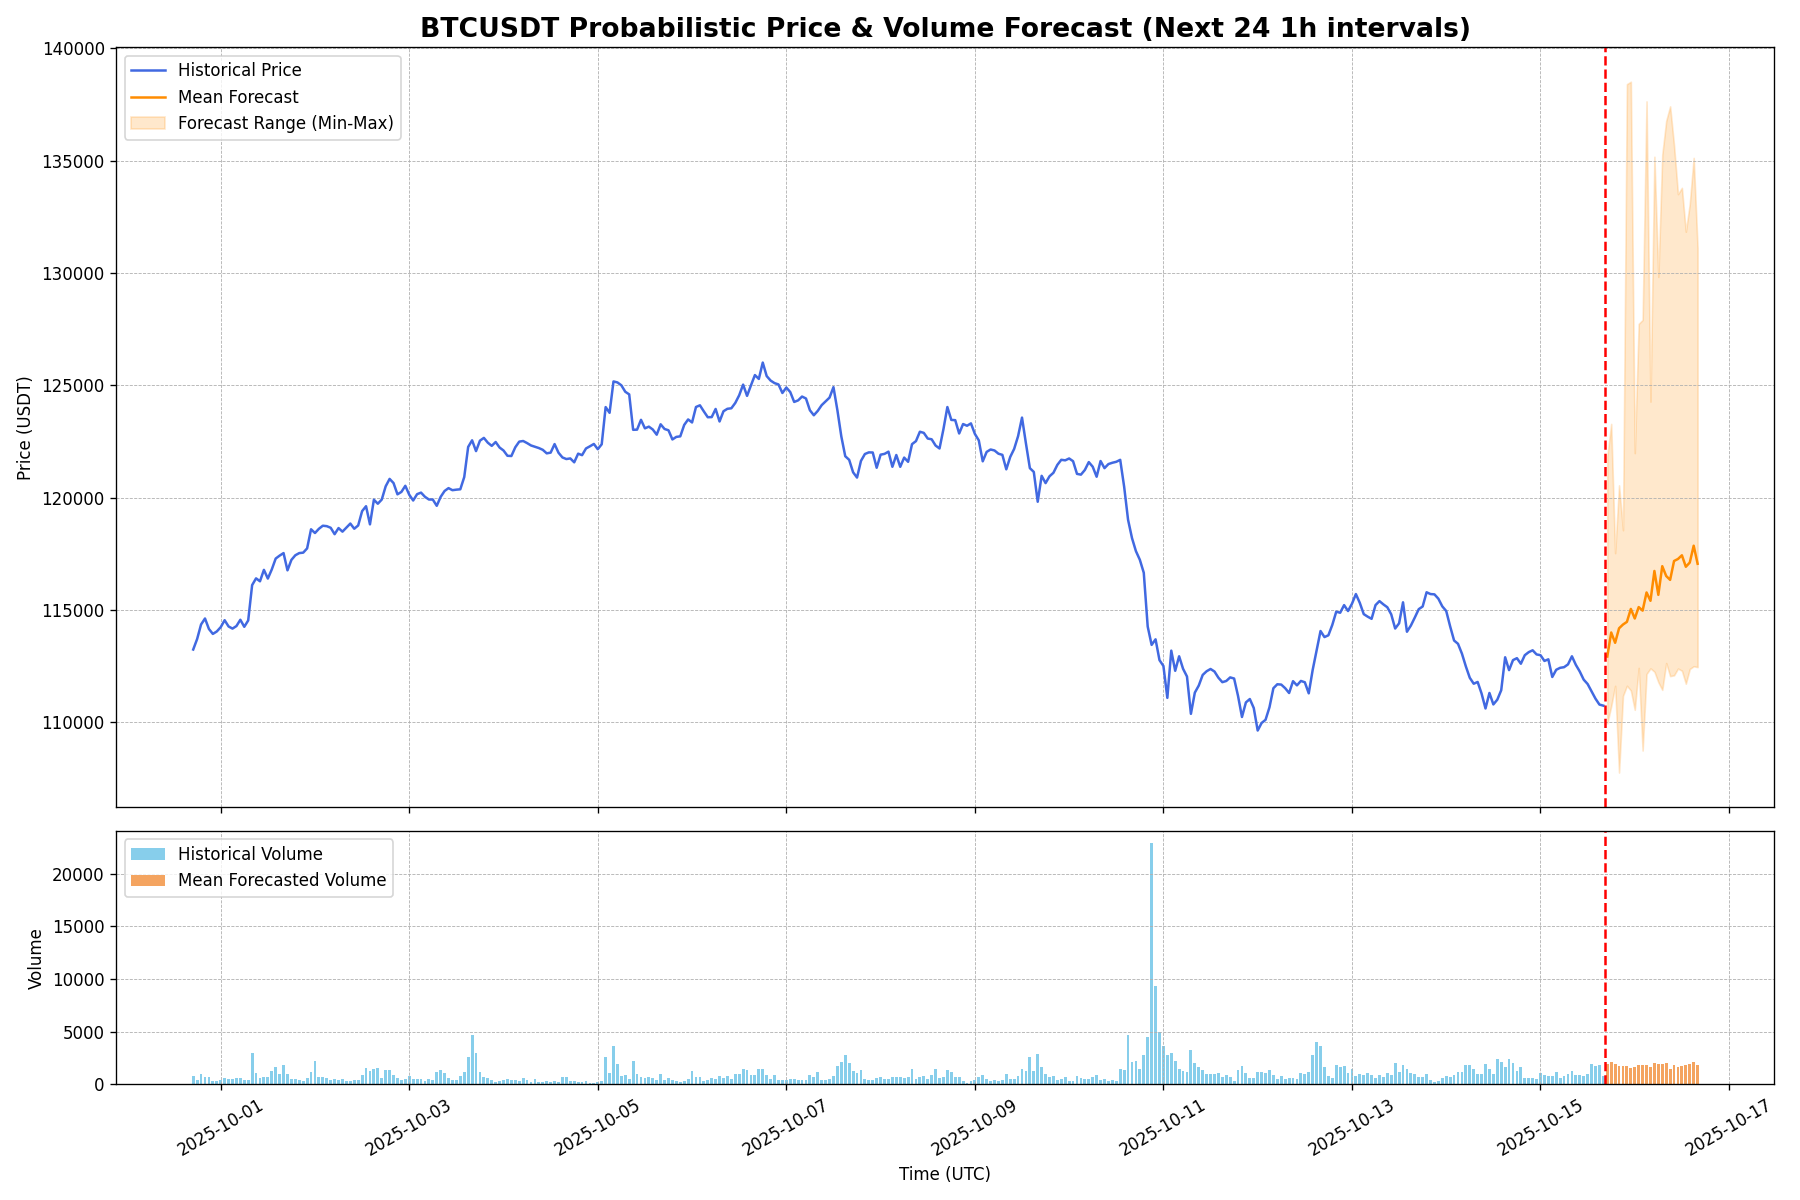 BTCUSDT Probabilistic Price & Volume Forecast (Next 24 1h intervals)
Historical Price
Mean Forecast
Forecast Range (Min-Max)
Price (USDT)
140000
135000
130000
125000
120000
115000
110000
Historical Volume
Mean Forecasted Volume
Volume
20000
15000
10000
5000
0
2025-10-01
2025-10-03
2025-10-05
2025-10-07
2025-10-09
2025-10-11
2025-10-13
2025-10-15
2025-10-17
Time (UTC)